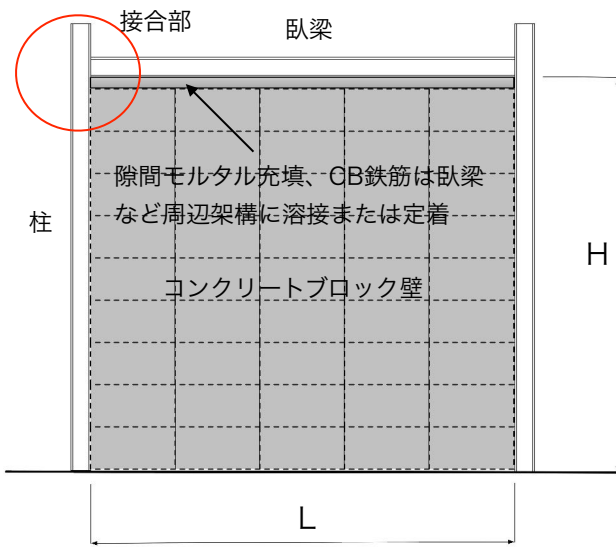 接合部
臥梁
隙間モルタル充填、CB鉄筋は臥梁
など周辺架構に溶接または定着
柱
H
コンクリートブロック壁
L